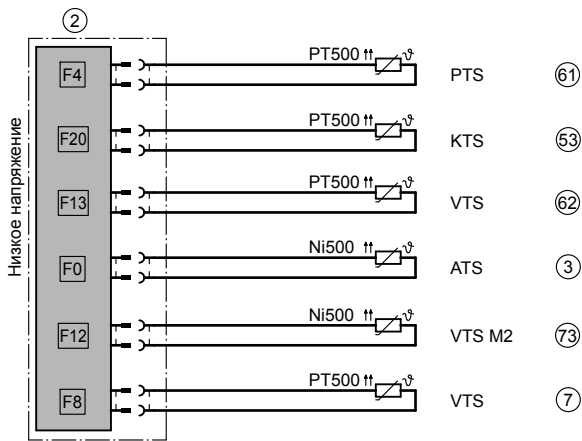 2
Низкое напряжение
F4 PT500 ϑ PTS 61
F20 PT500 ϑ KTS 53
F13 PT500 ϑ VTS 62
F0 Ni500 ϑ ATS 3
F12 Ni500 ϑ VTS M2 73
F8 PT500 ϑ VTS 7